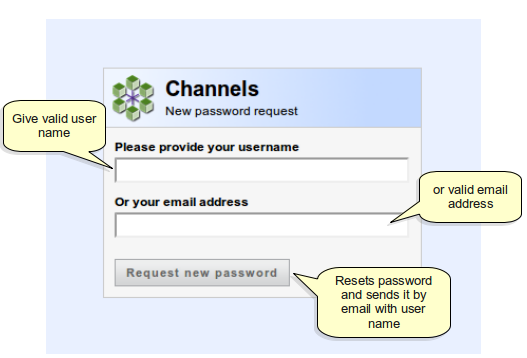 Channels
New password request
Give valid user
name
Please provide your username
Or your email address
or valid email
address
Request new password
Resets password
and sends it by
email with user
name